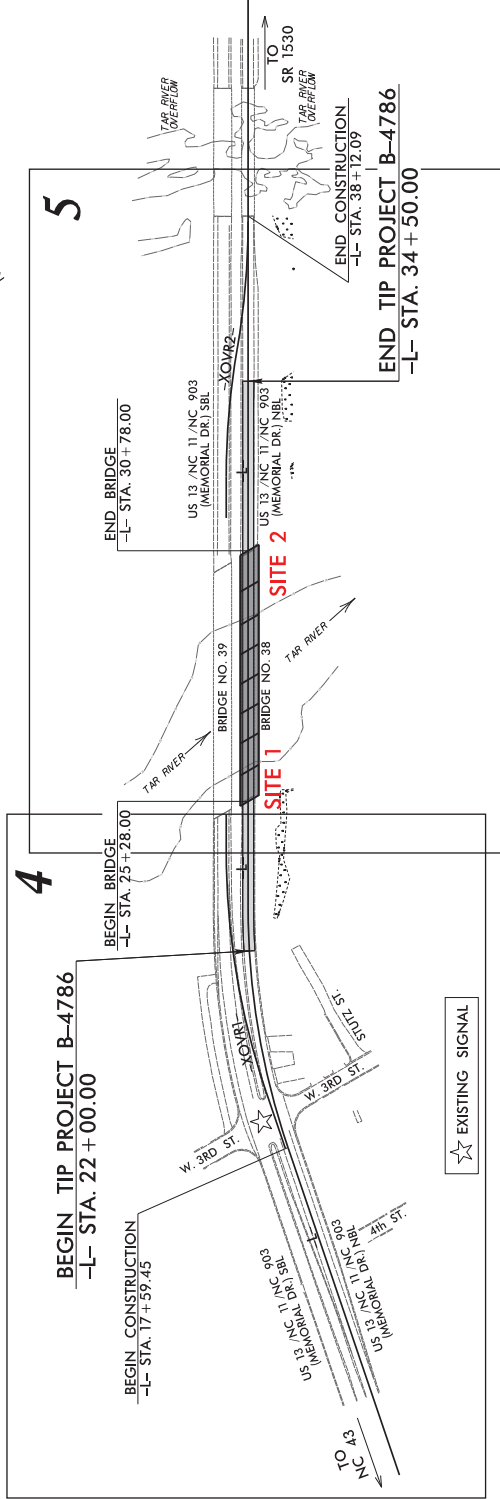 4
5
BEGIN TIP PROJECT B–4786
–L– STA. 22+00.00
BEGIN CONSTRUCTION
–L– STA. 17+59.45
BEGIN BRIDGE
–L– STA. 25+28.00
END BRIDGE
–L– STA. 30+78.00
TAR RIVER
OVERFLOW
W. 3RD ST.
–XOVR1–
TAR RIVER
BRIDGE NO. 39
US 13 /NC 11 /NC 903
(MEMORIAL DR.) SBL
–XOVR2–
TO
SR 1530
L
L
L
US 13 /NC 11 /NC 903
(MEMORIAL DR.) SBL
SITE 1
BRIDGE NO. 38
SITE 2
US 13 /NC 11 /NC 903
(MEMORIAL DR.) NBL
TAR RIVER
OVERFLOW
TO
NC 43
US 13 /NC 11 /NC 903
(MEMORIAL DR.) NBL
4th ST.
W. 3RD ST.
STUTZ ST.
TAR RIVER
END CONSTRUCTION
–L– STA. 38+12.09
END TIP PROJECT B–4786
–L– STA. 34+50.00
EXISTING SIGNAL